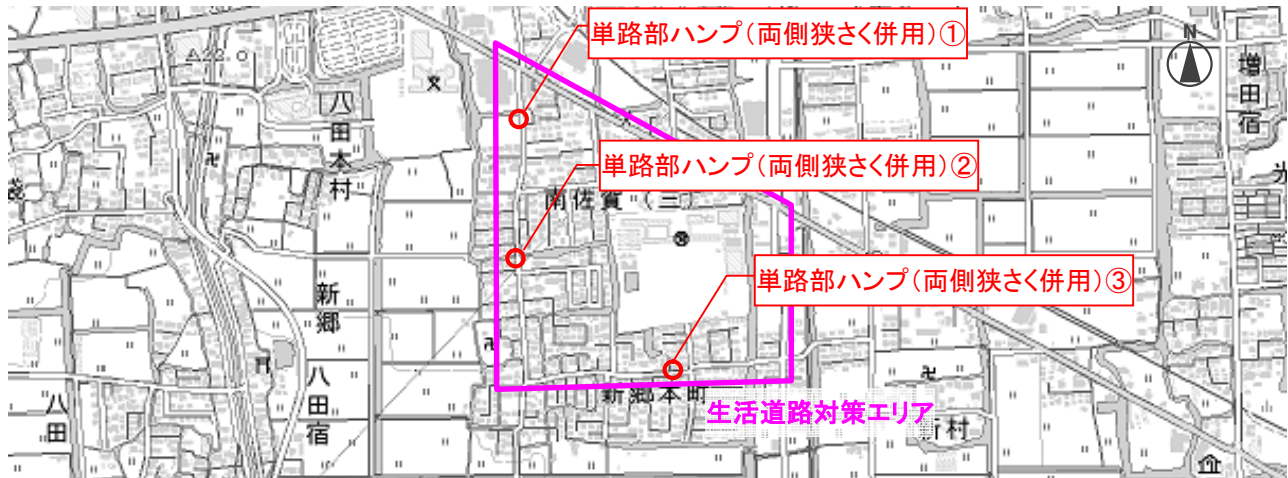 単路部ハンプ(両側狭さく併用)①
N
増田宿
八田本村
単路部ハンプ(両側狭さく併用)②
南佐賀(三)
単路部ハンプ(両側狭さく併用)③
新郷
八田宿
八田
新郷本町
生活道路対策エリア
新村